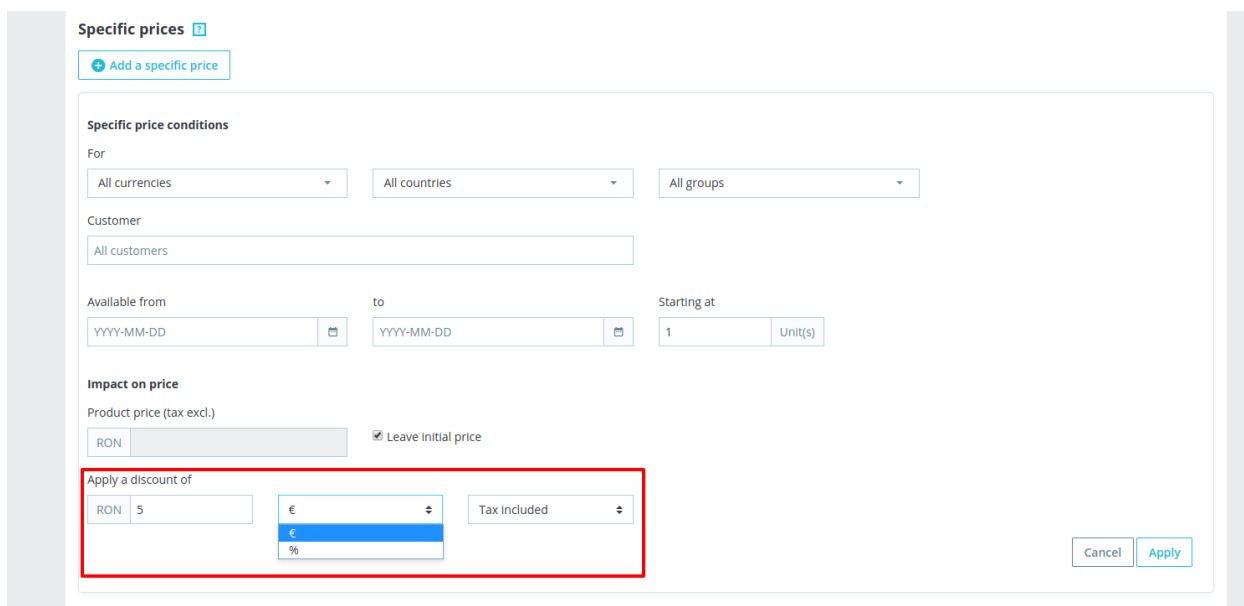 Specific prices ?
Add a specific price
Specific price conditions
For
All currencies All countries All groups
Customer
All customers
Available from to Starting at
YYYY-MM-DD YYYY-MM-DD 1 Unit(s)
Impact on price
Product price (tax excl.)
RON Leave initial price
Apply a discount of
RON 5 € Tax included
€
%
Cancel Apply